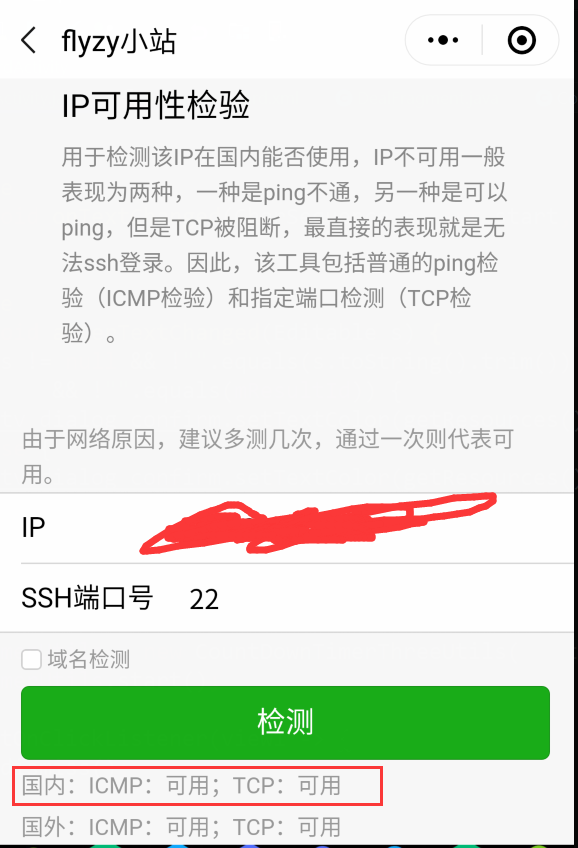 flyzy小站
IP可用性检验
用于检测该IP在国内能否使用，IP不可用一般
表现为两种，一种是ping不通，另一种是可以
ping，但是TCP被阻断，最直接的表现就是无
法ssh登录。因此，该工具包括普通的ping检
验（ICMP检验）和指定端口检测（TCP检
验）。
由于网络原因，建议多测几次，通过一次则代表可
用。
IP
SSH端口号 22
域名检测
检测
国内：ICMP：可用；TCP：可用
国外：ICMP：可用；TCP：可用